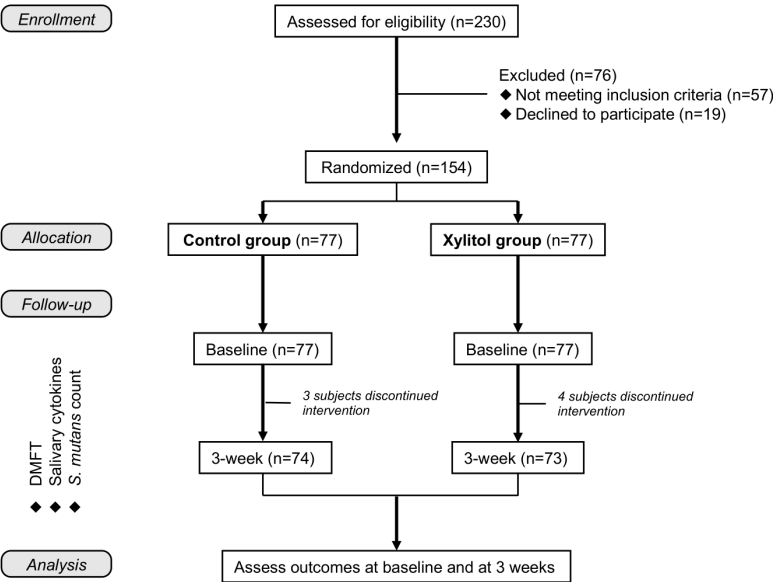 Enrollment
Assessed for eligibility (n=230)
Excluded (n=76)
◆ Not meeting inclusion criteria (n=57)
◆ Declined to participate (n=19)
Randomized (n=154)
Allocation
Control group (n=77)
Xylitol group (n=77)
Follow-up
Baseline (n=77)
Baseline (n=77)
3 subjects discontinued
intervention
4 subjects discontinued
intervention
3-week (n=74)
3-week (n=73)
◆ DMFT
◆ Salivary cytokines
◆ S. mutans count
Analysis
Assess outcomes at baseline and at 3 weeks